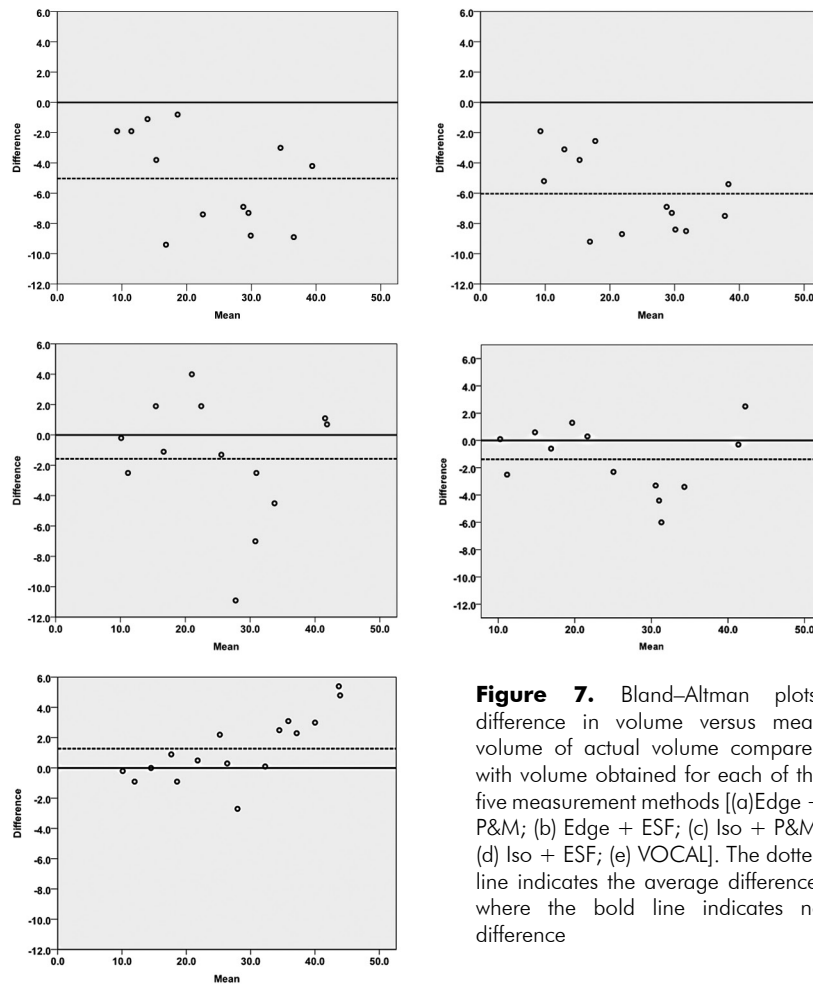 6.0
4.0
2.0
0.0
-2.0
-4.0
-6.0
-8.0
-10.0
-12.0
Difference
0.0 10.0 20.0 30.0 40.0 50.0
Mean
6.0
4.0
2.0
0.0
-2.0
-4.0
-6.0
-8.0
-10.0
-12.0
Difference
0.0 10.0 20.0 30.0 40.0 50.0
Mean
6.0
4.0
2.0
0.0
-2.0
-4.0
-6.0
-8.0
-10.0
-12.0
Difference
0.0 10.0 20.0 30.0 40.0 50.0
Mean
6.0
4.0
2.0
0.0
-2.0
-4.0
-6.0
-8.0
-10.0
-12.0
Difference
10.0 20.0 30.0 40.0 50.0
Mean
6.0
4.0
2.0
0.0
-2.0
-4.0
-6.0
-8.0
-10.0
-12.0
Difference
0.0 10.0 20.0 30.0 40.0 50.0
Mean
Figure 7. Bland–Altman plots
difference in volume versus mea
volume of actual volume compare
with volume obtained for each of th
five measurement methods [(a)Edge
P&M; (b) Edge + ESF; (c) Iso + P&M
(d) Iso + ESF; (e) VOCAL]. The dotte
line indicates the average difference
where the bold line indicates n
difference